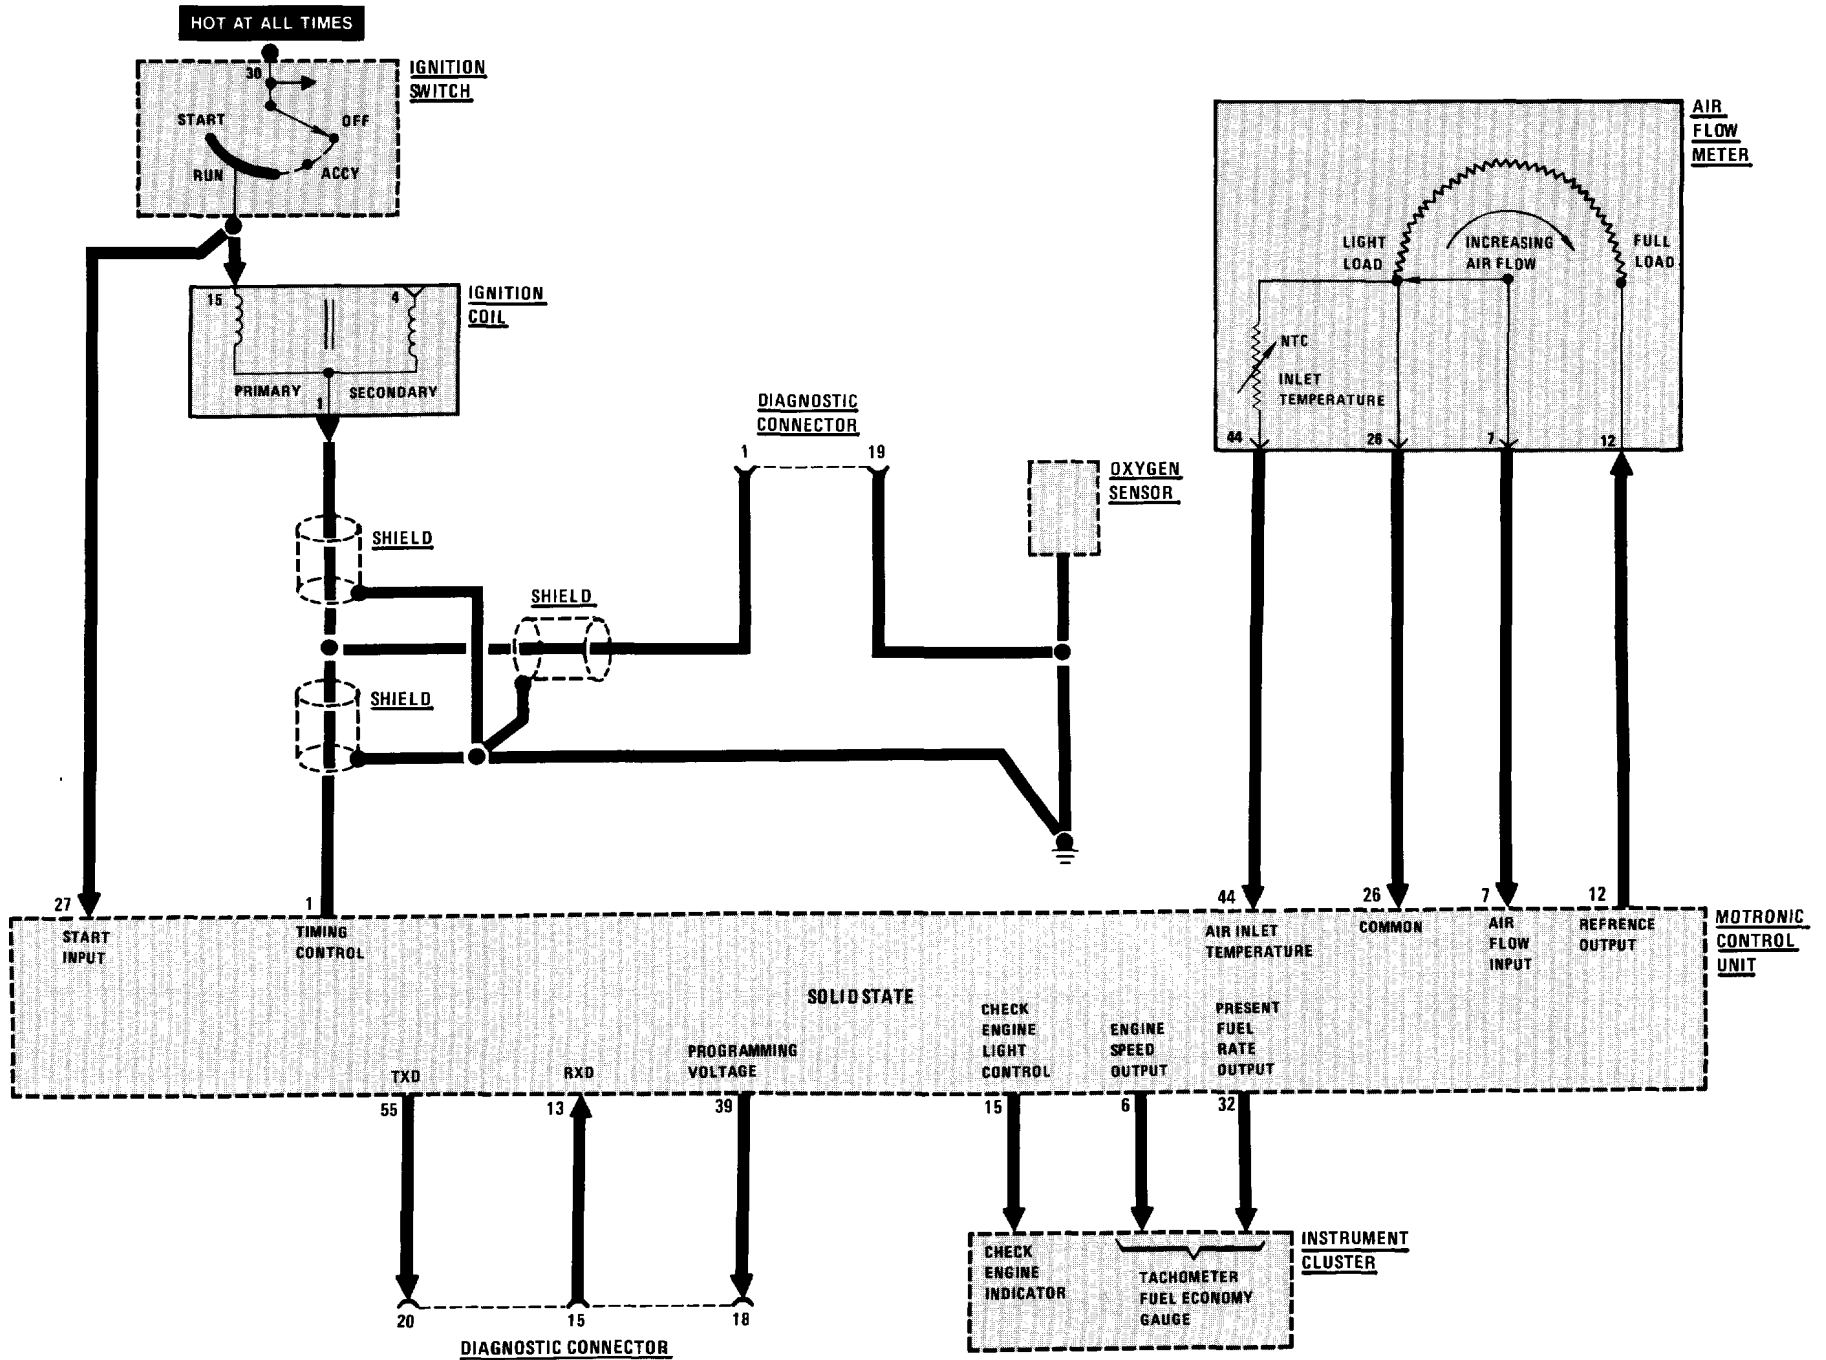 HOT AT ALL TIMES
IGNITION
SWITCH
30
START
OFF
RUN
ACCY
IGNITION
COIL
15
4
PRIMARY
SECONDARY
1
SHIELD
SHIELD
SHIELD
DIAGNOSTIC
CONNECTOR
1
19
OXYGEN
SENSOR
AIR
FLOW
METER
LIGHT
LOAD
INCREASING
AIR FLOW
FULL
LOAD
NTC
INLET
TEMPERATURE
44
26
7
12
27
1
44
26
7
12
START
INPUT
TIMING
CONTROL
AIR INLET
TEMPERATURE
COMMON
AIR
FLOW
INPUT
REFRENCE
OUTPUT
MOTRONIC
CONTROL
UNIT
SOLID STATE
TXD
RXD
PROGRAMMING
VOLTAGE
CHECK
ENGINE
LIGHT
CONTROL
ENGINE
SPEED
OUTPUT
PRESENT
FUEL
RATE
OUTPUT
55
13
39
15
6
32
20
15
18
DIAGNOSTIC CONNECTOR
CHECK
ENGINE
INDICATOR
TACHOMETER
FUEL ECONOMY
GAUGE
INSTRUMENT
CLUSTER